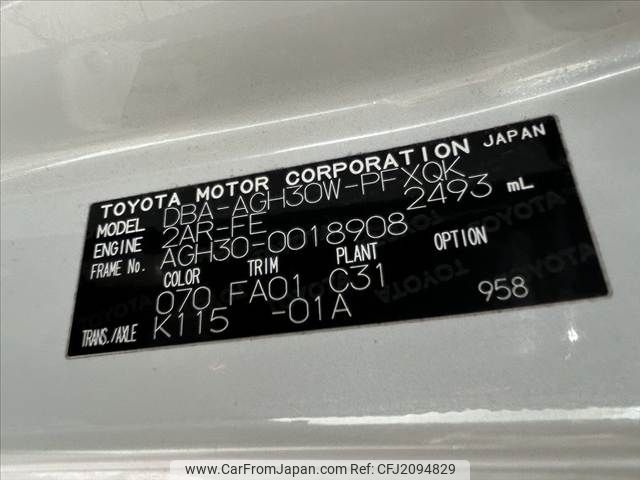 TOYOTA MOTOR CORPORATION JAPAN
MODEL DBA-AGH30W-PFXQK
ENGINE 2AR-FE 2493 mL
FRAME No. AGH30-0018908
COLOR TRIM PLANT OPTION
070 FA01 C31
TRANS./AXLE K115 -01A 958
www.CarFromJapan.com | Ref No: CFJ2094829